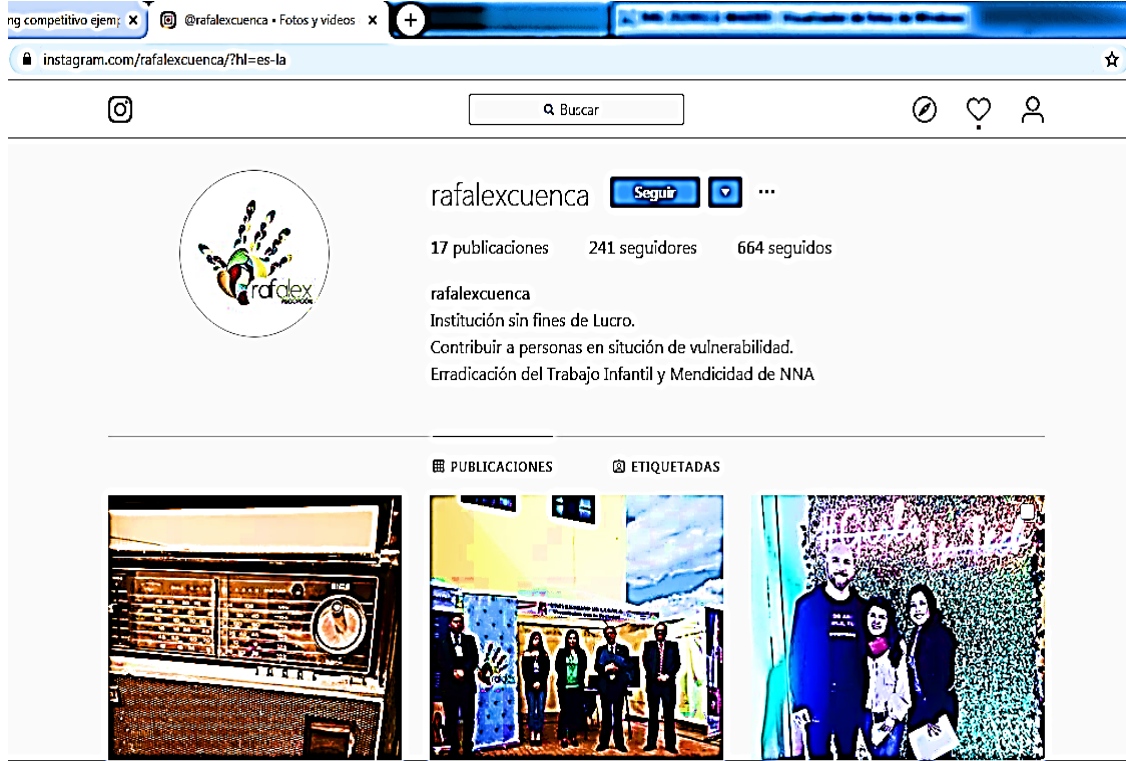 ng competitivo ejemp
@rafalexcuenca • Fotos y videos
instagram.com/rafalexcuenca/?hl=es-la
Buscar
rafalexcuenca Seguir
17 publicaciones 241 seguidores 664 seguidos
rafalexcuenca
Institución sin fines de Lucro.
Contribuir a personas en situción de vulnerabilidad.
Erradicación del Trabajo Infantil y Mendicidad de NNA
rafalex
PUBLICACIONES ETIQUETADAS